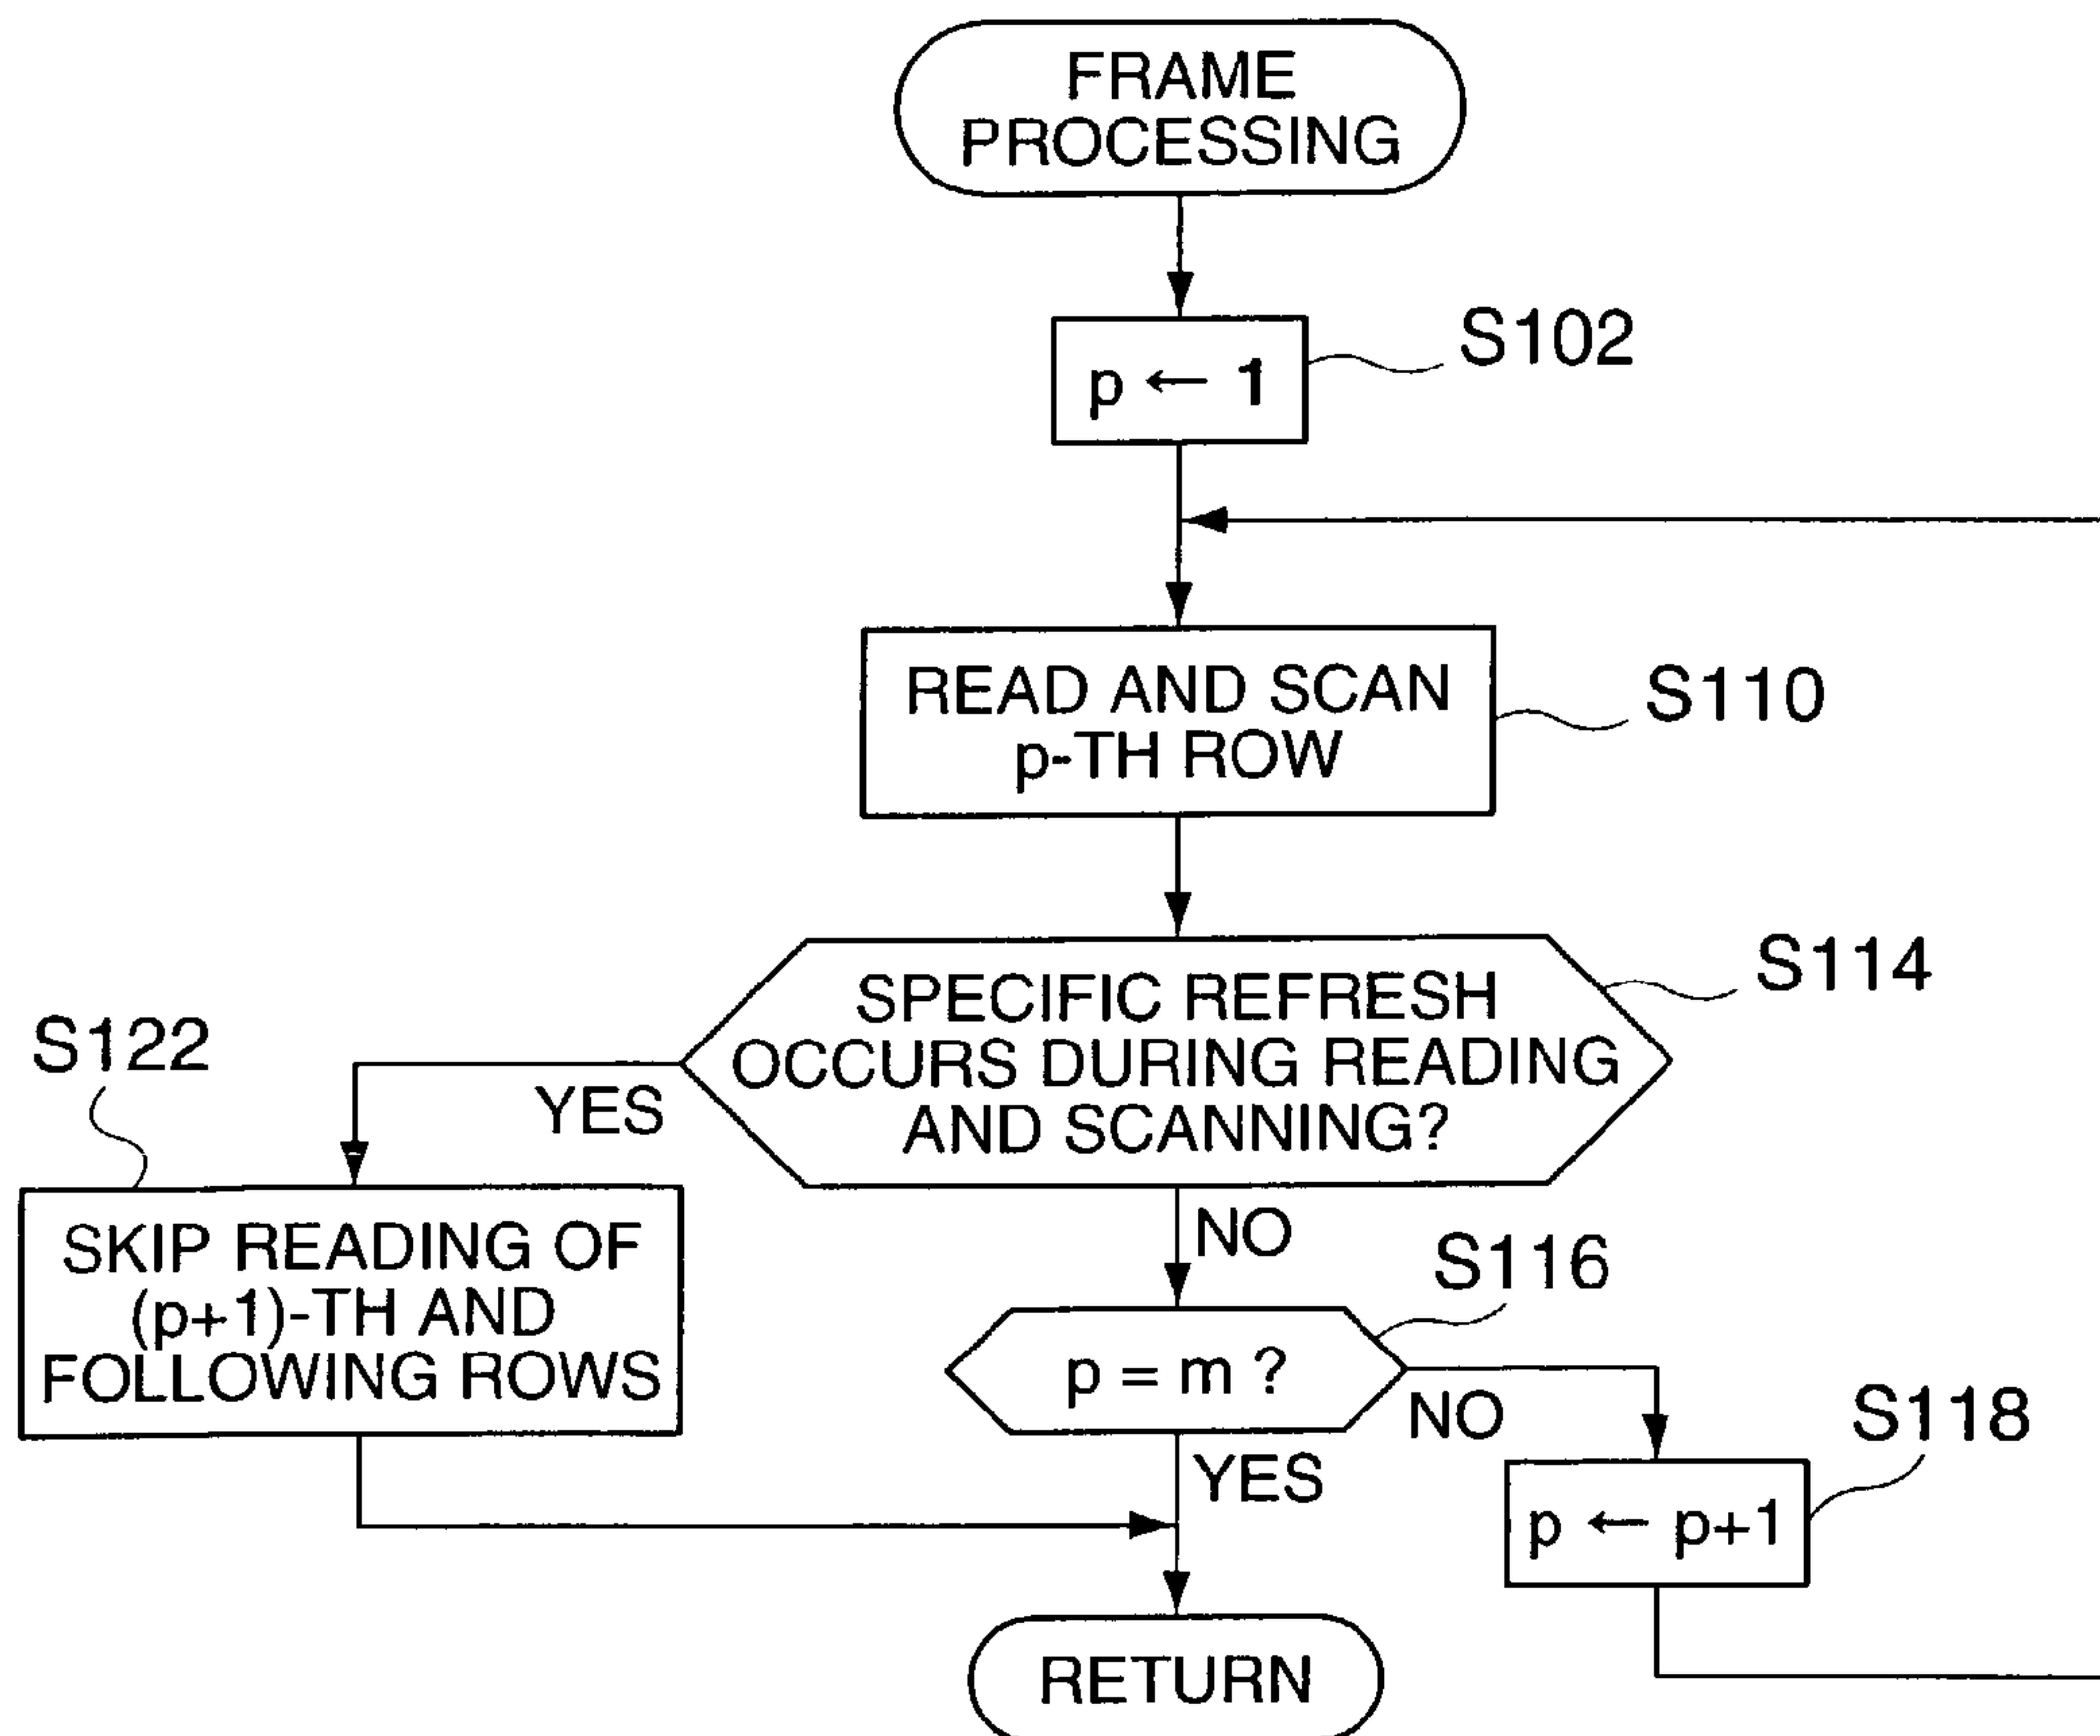 FRAME
PROCESSING
p ← 1
S102
READ AND SCAN
p-TH ROW
S110
SPECIFIC REFRESH
OCCURS DURING READING
AND SCANNING?
S114
YES
S122
SKIP READING OF
(p+1)-TH AND
FOLLOWING ROWS
NO
S116
p = m ?
NO
S118
YES
p ← p+1
RETURN